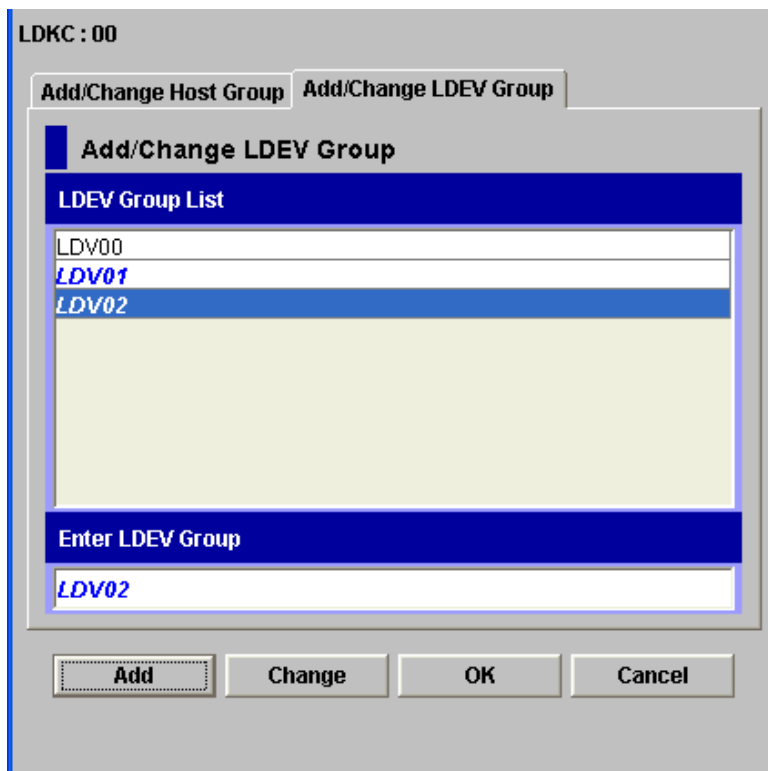 LDKC : 00
Add/Change Host Group Add/Change LDEV Group
Add/Change LDEV Group
LDEV Group List
LDV00
LDV01
LDV02
Enter LDEV Group
LDV02
Add Change OK Cancel